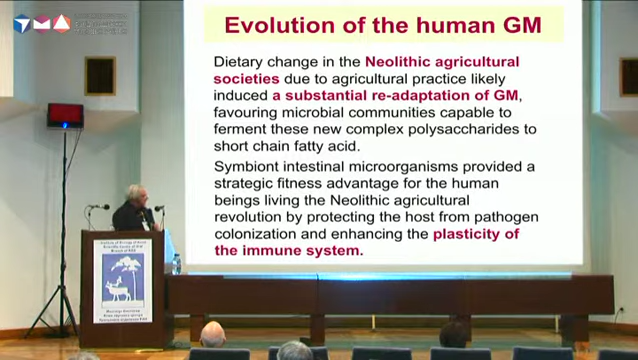 Evolution of the human GM
Dietary change in the Neolithic agricultural
societies due to agricultural practice likely
induced a substantial re-adaptation of GM,
favouring microbial communities capable to
ferment these new complex polysaccharides to
short chain fatty acid.
Symbiont intestinal microorganisms provided a
strategic fitness advantage for the human
beings living the Neolithic agricultural
revolution by protecting the host from pathogen
colonization and enhancing the plasticity of
the immune system.